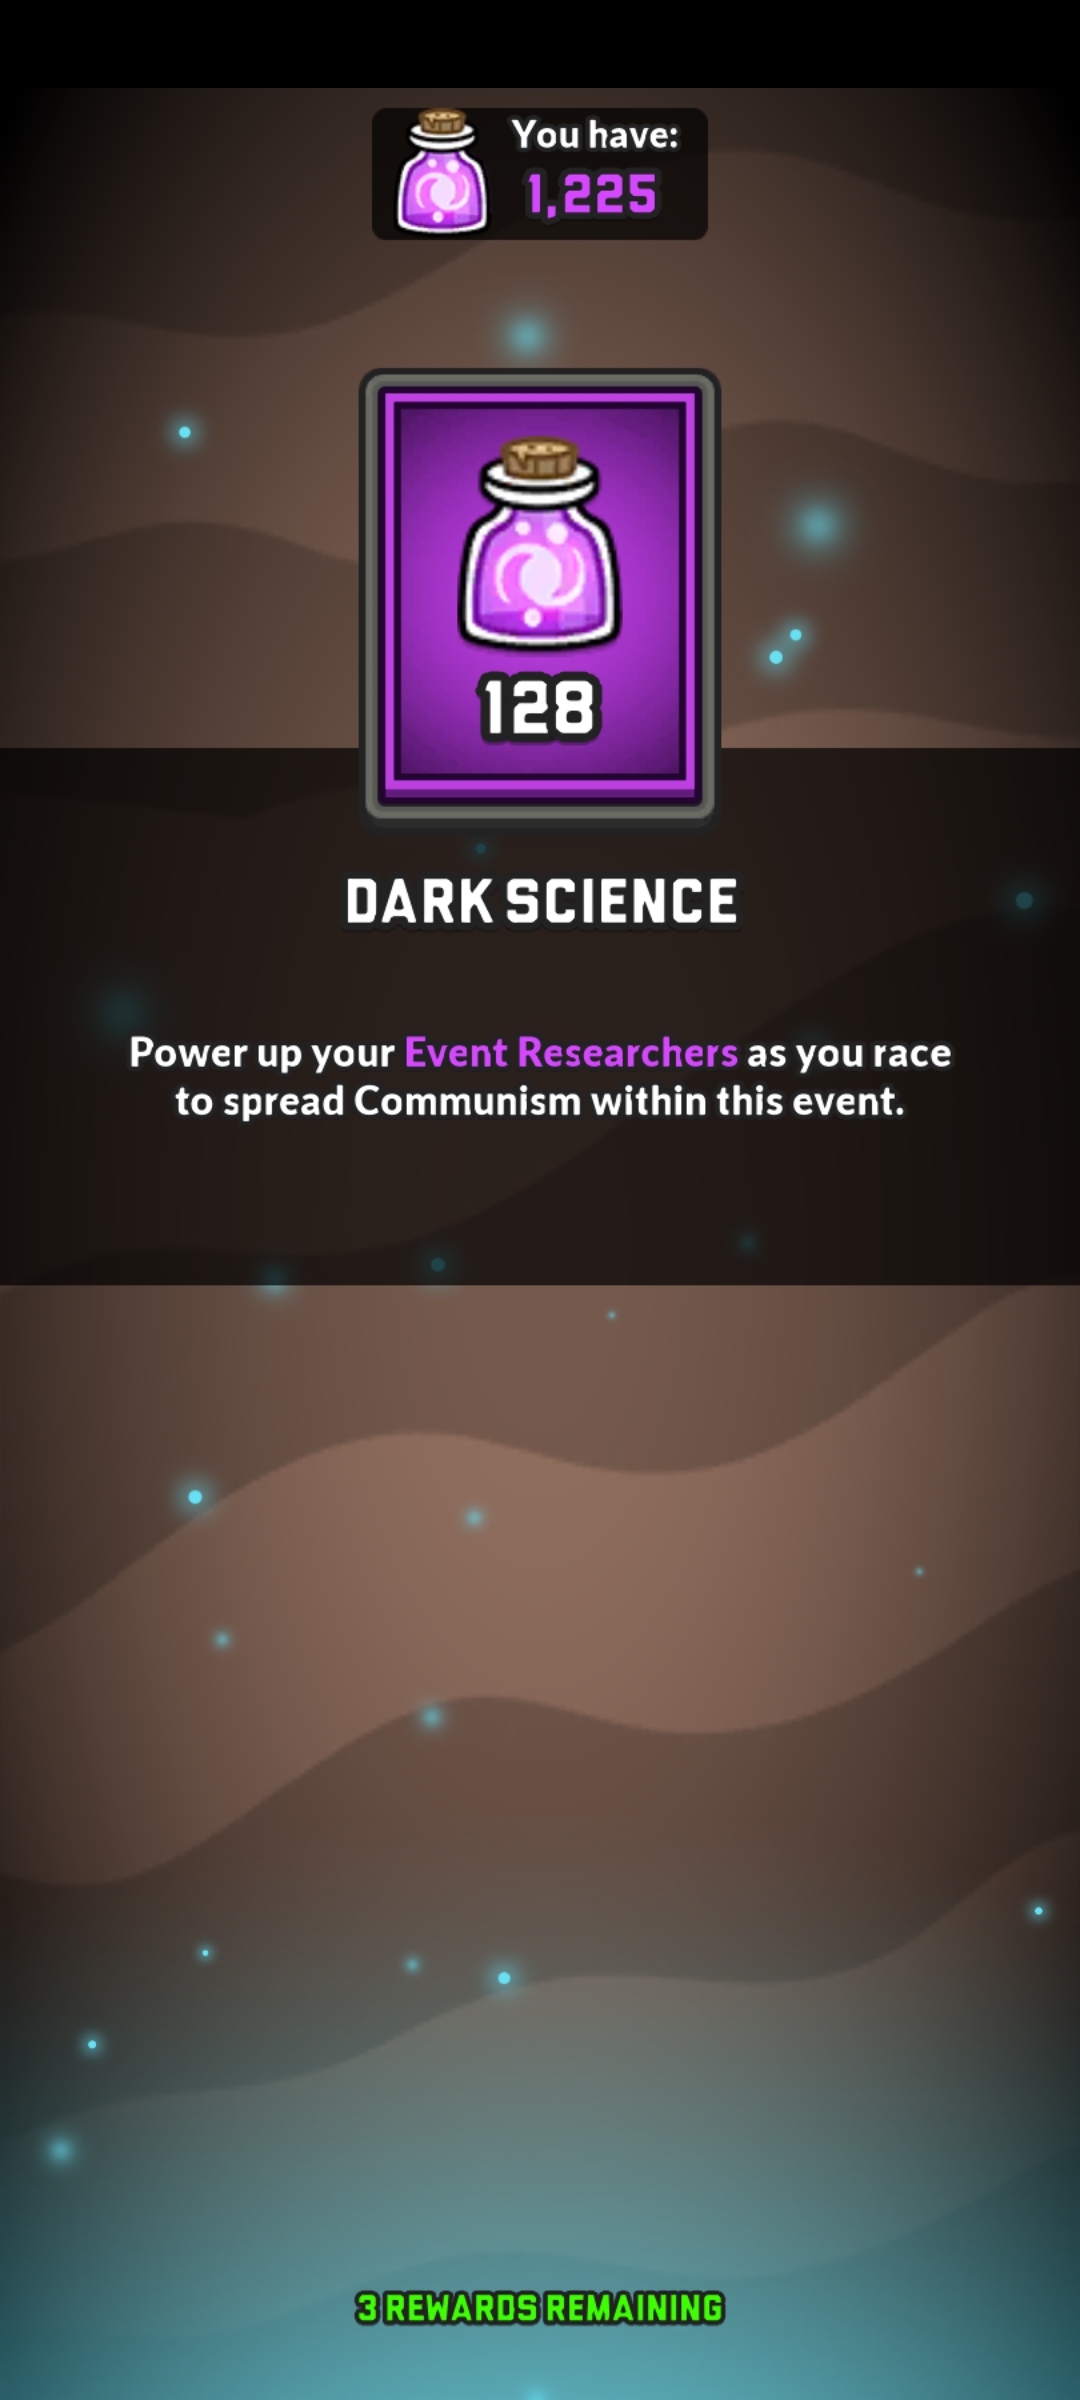 You have:
1,225
128
DARK SCIENCE
Power up your Event Researchers as you race
to spread Communism within this event.
3 REWARDS REMAINING